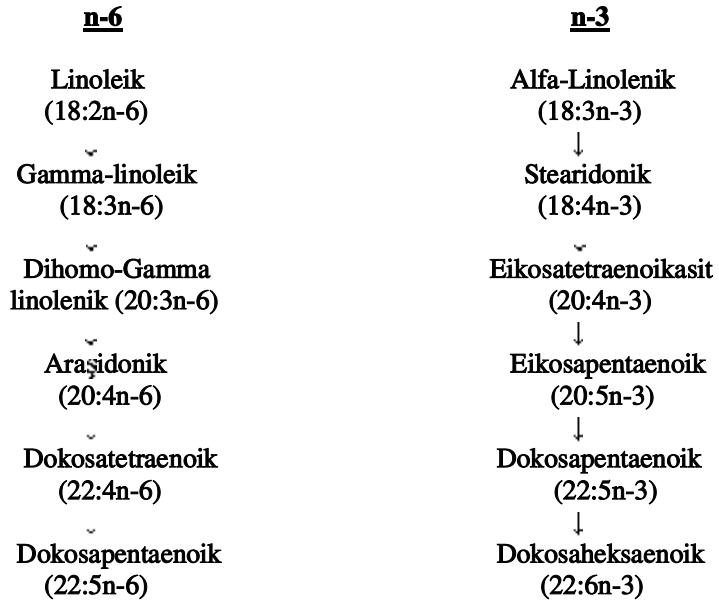 n-6
Linoleik
(18:2n-6)
Gamma-linoleik
(18:3n-6)
Dihomo-Gamma
linolenik (20:3n-6)
Araşidonik
(20:4n-6)
Dokosatetraenoik
(22:4n-6)
Dokosapentaenoik
(22:5n-6)
n-3
Alfa-Linolenik
(18:3n-3)
Stearidonik
(18:4n-3)
Eikosatetraenoikasit
(20:4n-3)
Eikosapentaenoik
(20:5n-3)
Dokosapentaenoik
(22:5n-3)
Dokosaheksaenoik
(22:6n-3)